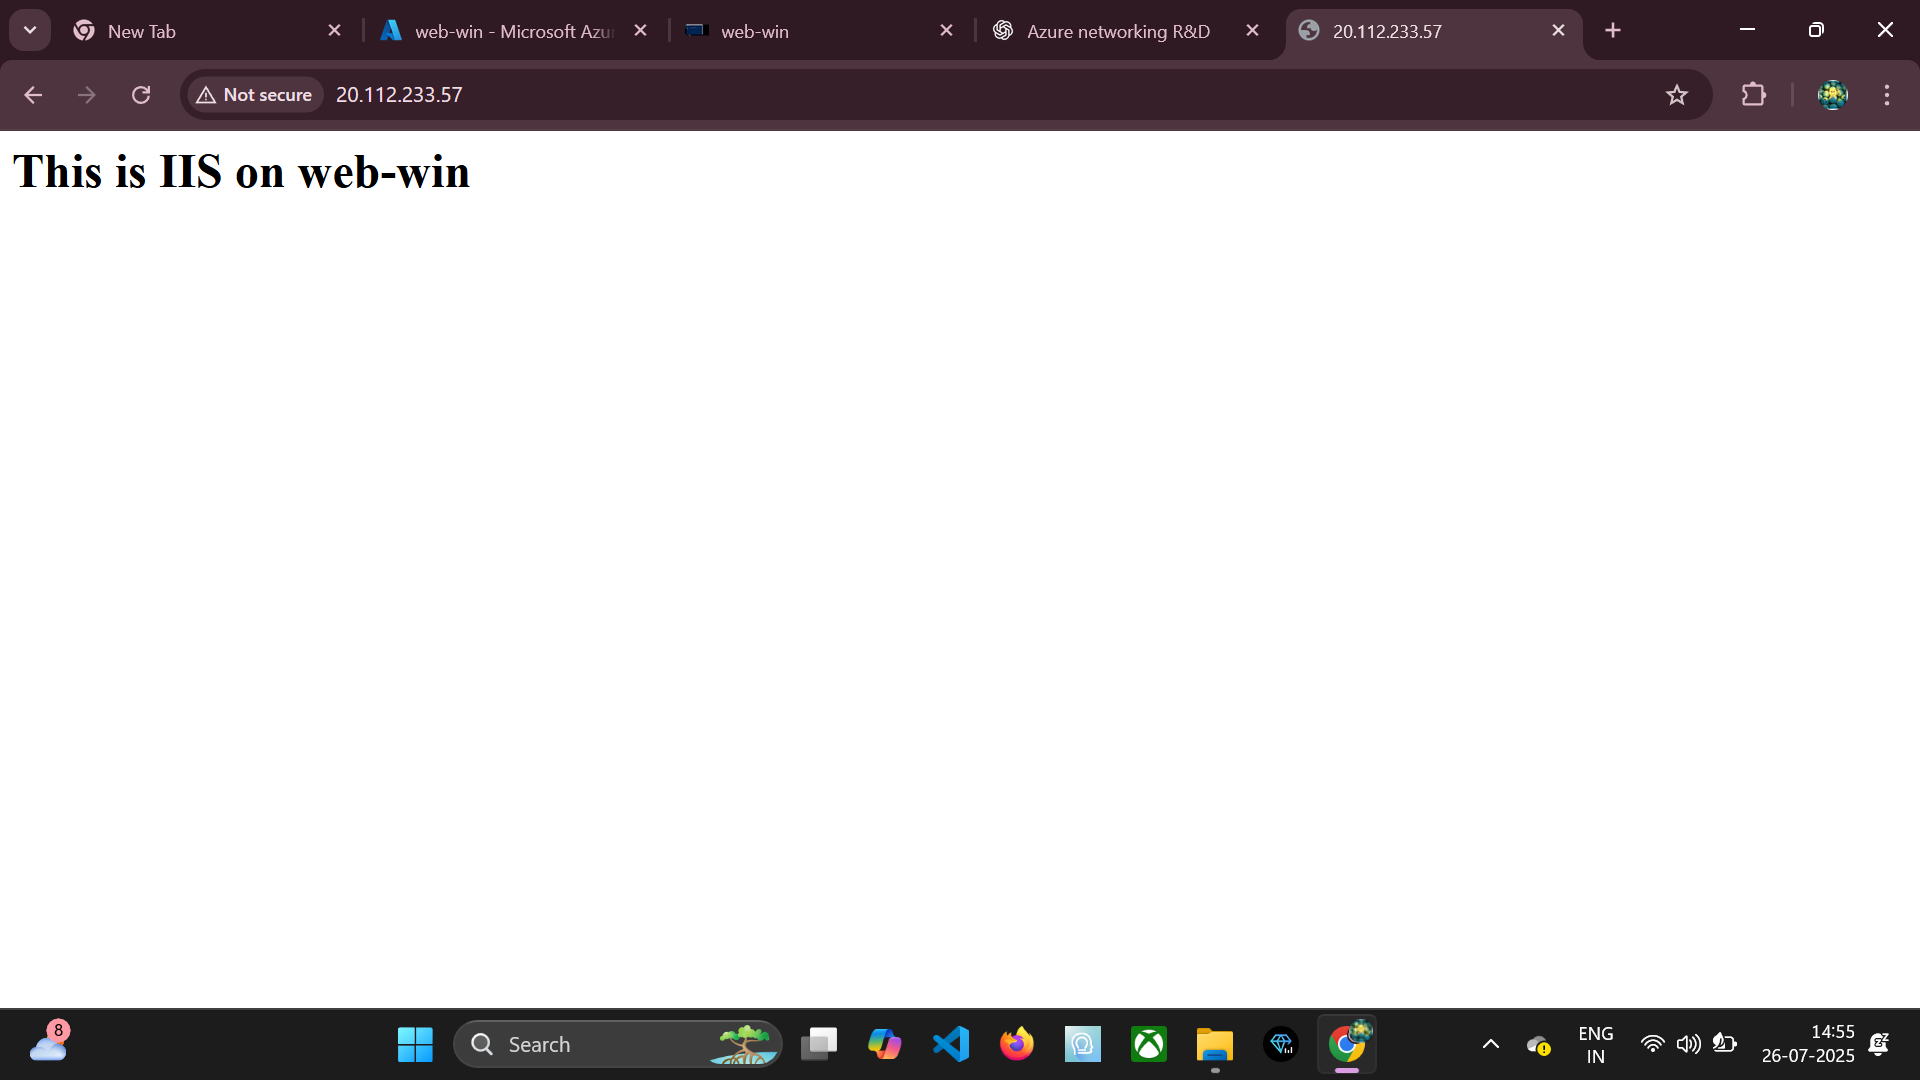 New Tab
web-win - Microsoft Azu
web-win
Azure networking R&D
20.112.233.57
Not secure
20.112.233.57
This is IIS on web-win
8
Search
ENG
IN
14:55
26-07-2025